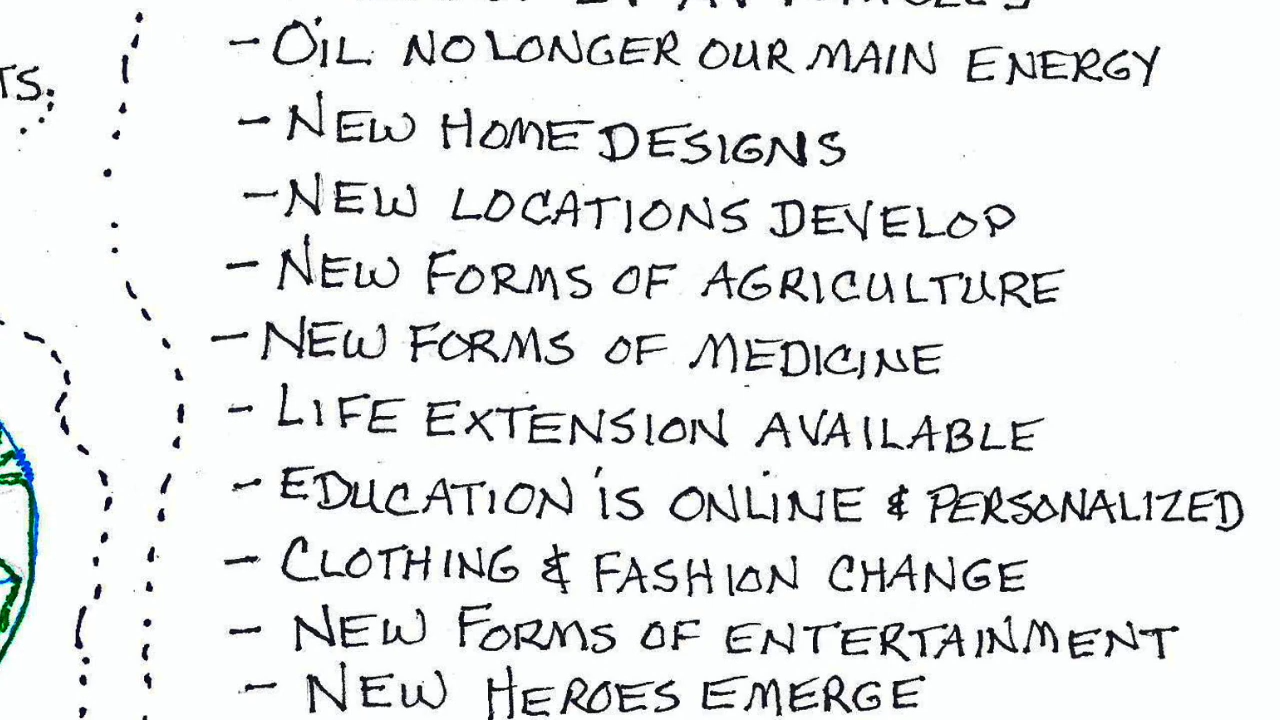 - OiL NO LONGER OUR MAIN ENERGY
TS:
- NEW HOME DESIGNS
- NEW LOCATIONS DEVELOP
- NEW FORMS OF AGRICULTURE
- NEW FORMS OF MEDICINE
- LIFE EXTENSION AVAILABLE
- EDUCATION iS ONLiNE & PERSONALIZED
- CLOTHING & FASHION CHANGE
- NEW FORMS OF ENTERTAINMENT
- NEW HEROES EMERGE